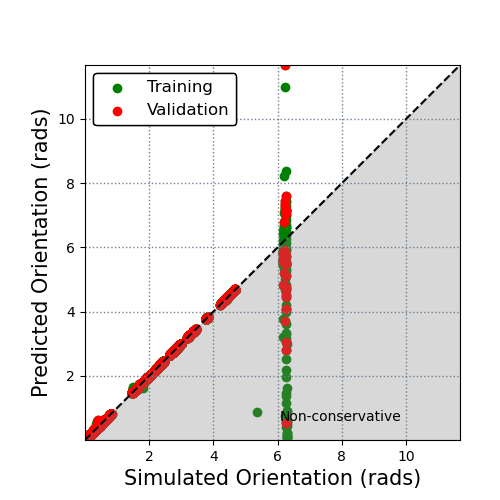 Training
Validation
10
8
6
4
2
Predicted Orientation (rads)
Non-conservative
2
4
6
8
10
Simulated Orientation (rads)